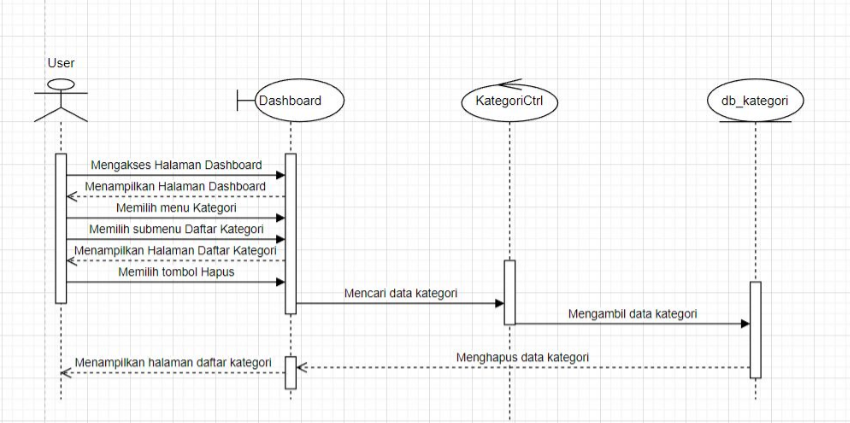 User
Dashboard
KategoriCtrl
db_kategori
Mengakses Halaman Dashboard
Menampilkan Halaman Dashboard
Memilih menu Kategori
Memilih submenu Daftar Kategori
Menampilkan Halaman Daftar Kategori
Memilih tombol Hapus
Mencari data kategori
Mengambil data kategori
Menghapus data kategori
Menampilkan halaman daftar kategori